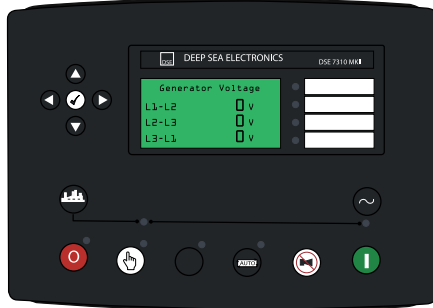 DSE DEEP SEA ELECTRONICS DSE 7310 MKII
Generator Voltage
L1-L2 0 V
L2-L3 0 V
L3-L1 0 V
O AUTO I